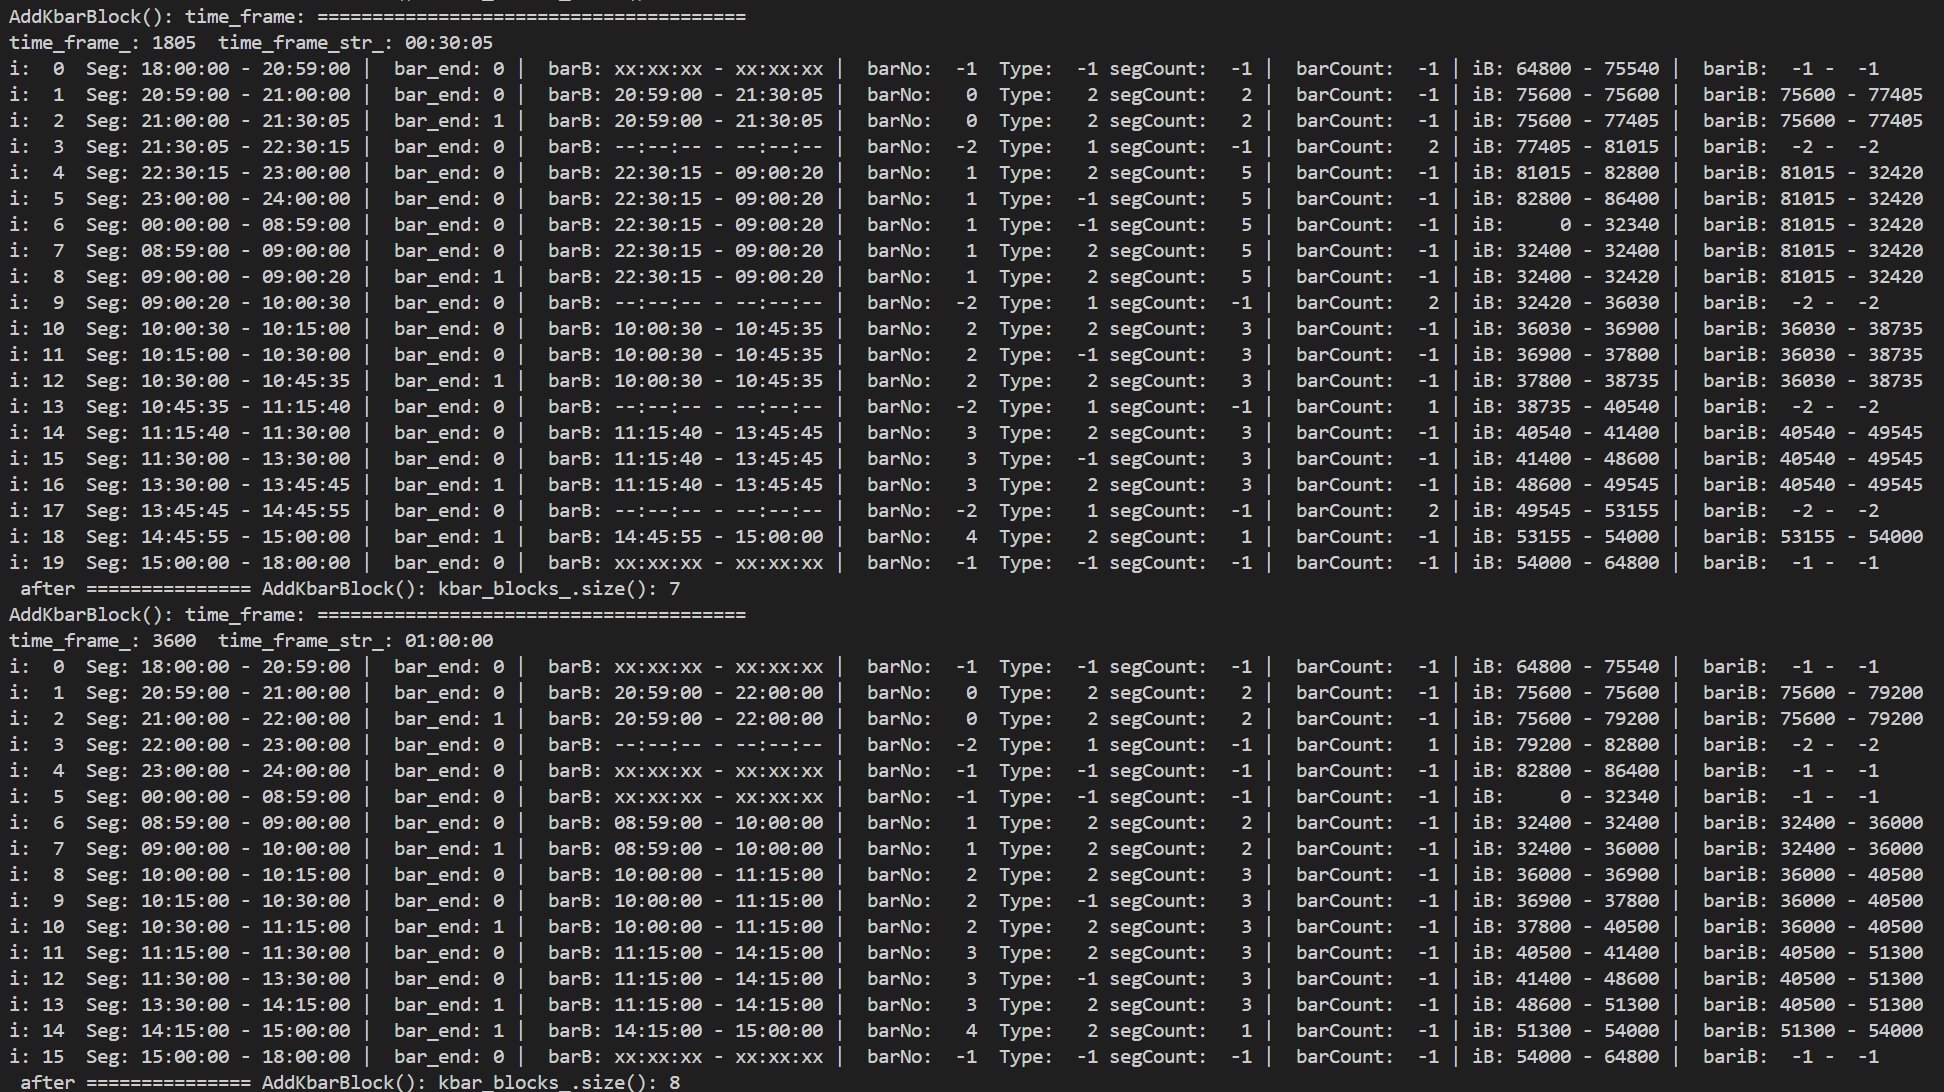 AddKbarBlock(): time_frame: =======================================
time_frame_: 1805  time_frame_str_: 00:30:05
i:  0  Seg: 18:00:00 - 20:59:00 |  bar_end: 0 |  barB: xx:xx:xx - xx:xx:xx |  barNo:  -1  Type:  -1 segCount:  -1 |  barCount:  -1 | iB: 64800 - 75540 |  bariB:  -1 -  -1
i:  1  Seg: 20:59:00 - 21:00:00 |  bar_end: 0 |  barB: 20:59:00 - 21:30:05 |  barNo:   0  Type:   2 segCount:   2 |  barCount:  -1 | iB: 75600 - 75600 |  bariB: 75600 - 77405
i:  2  Seg: 21:00:00 - 21:30:05 |  bar_end: 1 |  barB: 20:59:00 - 21:30:05 |  barNo:   0  Type:   2 segCount:   2 |  barCount:  -1 | iB: 75600 - 77405 |  bariB: 75600 - 77405
i:  3  Seg: 21:30:05 - 22:30:15 |  bar_end: 0 |  barB: --:--:-- - --:--:-- |  barNo:  -2  Type:   1 segCount:  -1 |  barCount:   2 | iB: 77405 - 81015 |  bariB:  -2 -  -2
i:  4  Seg: 22:30:15 - 23:00:00 |  bar_end: 0 |  barB: 22:30:15 - 09:00:20 |  barNo:   1  Type:   2 segCount:   5 |  barCount:  -1 | iB: 81015 - 82800 |  bariB: 81015 - 32420
i:  5  Seg: 23:00:00 - 24:00:00 |  bar_end: 0 |  barB: 22:30:15 - 09:00:20 |  barNo:   1  Type:  -1 segCount:   5 |  barCount:  -1 | iB: 82800 - 86400 |  bariB: 81015 - 32420
i:  6  Seg: 00:00:00 - 08:59:00 |  bar_end: 0 |  barB: 22:30:15 - 09:00:20 |  barNo:   1  Type:  -1 segCount:   5 |  barCount:  -1 | iB:     0 - 32340 |  bariB: 81015 - 32420
i:  7  Seg: 08:59:00 - 09:00:00 |  bar_end: 0 |  barB: 22:30:15 - 09:00:20 |  barNo:   1  Type:   2 segCount:   5 |  barCount:  -1 | iB: 32400 - 32400 |  bariB: 81015 - 32420
i:  8  Seg: 09:00:00 - 09:00:20 |  bar_end: 1 |  barB: 22:30:15 - 09:00:20 |  barNo:   1  Type:   2 segCount:   5 |  barCount:  -1 | iB: 32400 - 32420 |  bariB: 81015 - 32420
i:  9  Seg: 09:00:20 - 10:00:30 |  bar_end: 0 |  barB: --:--:-- - --:--:-- |  barNo:  -2  Type:   1 segCount:  -1 |  barCount:   2 | iB: 32420 - 36030 |  bariB:  -2 -  -2
i: 10  Seg: 10:00:30 - 10:15:00 |  bar_end: 0 |  barB: 10:00:30 - 10:45:35 |  barNo:   2  Type:   2 segCount:   3 |  barCount:  -1 | iB: 36030 - 36900 |  bariB: 36030 - 38735
i: 11  Seg: 10:15:00 - 10:30:00 |  bar_end: 0 |  barB: 10:00:30 - 10:45:35 |  barNo:   2  Type:  -1 segCount:   3 |  barCount:  -1 | iB: 36900 - 37800 |  bariB: 36030 - 38735
i: 12  Seg: 10:30:00 - 10:45:35 |  bar_end: 1 |  barB: 10:00:30 - 10:45:35 |  barNo:   2  Type:   2 segCount:   3 |  barCount:  -1 | iB: 37800 - 38735 |  bariB: 36030 - 38735
i: 13  Seg: 10:45:35 - 11:15:40 |  bar_end: 0 |  barB: --:--:-- - --:--:-- |  barNo:  -2  Type:   1 segCount:  -1 |  barCount:   1 | iB: 38735 - 40540 |  bariB:  -2 -  -2
i: 14  Seg: 11:15:40 - 11:30:00 |  bar_end: 0 |  barB: 11:15:40 - 13:45:45 |  barNo:   3  Type:   2 segCount:   3 |  barCount:  -1 | iB: 40540 - 41400 |  bariB: 40540 - 49545
i: 15  Seg: 11:30:00 - 13:30:00 |  bar_end: 0 |  barB: 11:15:40 - 13:45:45 |  barNo:   3  Type:  -1 segCount:   3 |  barCount:  -1 | iB: 41400 - 48600 |  bariB: 40540 - 49545
i: 16  Seg: 13:30:00 - 13:45:45 |  bar_end: 1 |  barB: 11:15:40 - 13:45:45 |  barNo:   3  Type:   2 segCount:   3 |  barCount:  -1 | iB: 48600 - 49545 |  bariB: 40540 - 49545
i: 17  Seg: 13:45:45 - 14:45:55 |  bar_end: 0 |  barB: --:--:-- - --:--:-- |  barNo:  -2  Type:   1 segCount:  -1 |  barCount:   2 | iB: 49545 - 53155 |  bariB:  -2 -  -2
i: 18  Seg: 14:45:55 - 15:00:00 |  bar_end: 1 |  barB: 14:45:55 - 15:00:00 |  barNo:   4  Type:   2 segCount:   1 |  barCount:  -1 | iB: 53155 - 54000 |  bariB: 53155 - 54000
i: 19  Seg: 15:00:00 - 18:00:00 |  bar_end: 0 |  barB: xx:xx:xx - xx:xx:xx |  barNo:  -1  Type:  -1 segCount:  -1 |  barCount:  -1 | iB: 54000 - 64800 |  bariB:  -1 -  -1
 after =============== AddKbarBlock(): kbar_blocks_.size(): 7
AddKbarBlock(): time_frame: =======================================
time_frame_: 3600  time_frame_str_: 01:00:00
i:  0  Seg: 18:00:00 - 20:59:00 |  bar_end: 0 |  barB: xx:xx:xx - xx:xx:xx |  barNo:  -1  Type:  -1 segCount:  -1 |  barCount:  -1 | iB: 64800 - 75540 |  bariB:  -1 -  -1
i:  1  Seg: 20:59:00 - 21:00:00 |  bar_end: 0 |  barB: 20:59:00 - 22:00:00 |  barNo:   0  Type:   2 segCount:   2 |  barCount:  -1 | iB: 75600 - 75600 |  bariB: 75600 - 79200
i:  2  Seg: 21:00:00 - 22:00:00 |  bar_end: 1 |  barB: 20:59:00 - 22:00:00 |  barNo:   0  Type:   2 segCount:   2 |  barCount:  -1 | iB: 75600 - 79200 |  bariB: 75600 - 79200
i:  3  Seg: 22:00:00 - 23:00:00 |  bar_end: 0 |  barB: --:--:-- - --:--:-- |  barNo:  -2  Type:   1 segCount:  -1 |  barCount:   1 | iB: 79200 - 82800 |  bariB:  -2 -  -2
i:  4  Seg: 23:00:00 - 24:00:00 |  bar_end: 0 |  barB: xx:xx:xx - xx:xx:xx |  barNo:  -1  Type:  -1 segCount:  -1 |  barCount:  -1 | iB: 82800 - 86400 |  bariB:  -1 -  -1
i:  5  Seg: 00:00:00 - 08:59:00 |  bar_end: 0 |  barB: xx:xx:xx - xx:xx:xx |  barNo:  -1  Type:  -1 segCount:  -1 |  barCount:  -1 | iB:     0 - 32340 |  bariB:  -1 -  -1
i:  6  Seg: 08:59:00 - 09:00:00 |  bar_end: 0 |  barB: 08:59:00 - 10:00:00 |  barNo:   1  Type:   2 segCount:   2 |  barCount:  -1 | iB: 32400 - 32400 |  bariB: 32400 - 36000
i:  7  Seg: 09:00:00 - 10:00:00 |  bar_end: 1 |  barB: 08:59:00 - 10:00:00 |  barNo:   1  Type:   2 segCount:   2 |  barCount:  -1 | iB: 32400 - 36000 |  bariB: 32400 - 36000
i:  8  Seg: 10:00:00 - 10:15:00 |  bar_end: 0 |  barB: 10:00:00 - 11:15:00 |  barNo:   2  Type:   2 segCount:   3 |  barCount:  -1 | iB: 36000 - 36900 |  bariB: 36000 - 40500
i:  9  Seg: 10:15:00 - 10:30:00 |  bar_end: 0 |  barB: 10:00:00 - 11:15:00 |  barNo:   2  Type:  -1 segCount:   3 |  barCount:  -1 | iB: 36900 - 37800 |  bariB: 36000 - 40500
i: 10  Seg: 10:30:00 - 11:15:00 |  bar_end: 1 |  barB: 10:00:00 - 11:15:00 |  barNo:   2  Type:   2 segCount:   3 |  barCount:  -1 | iB: 37800 - 40500 |  bariB: 36000 - 40500
i: 11  Seg: 11:15:00 - 11:30:00 |  bar_end: 0 |  barB: 11:15:00 - 14:15:00 |  barNo:   3  Type:   2 segCount:   3 |  barCount:  -1 | iB: 40500 - 41400 |  bariB: 40500 - 51300
i: 12  Seg: 11:30:00 - 13:30:00 |  bar_end: 0 |  barB: 11:15:00 - 14:15:00 |  barNo:   3  Type:  -1 segCount:   3 |  barCount:  -1 | iB: 41400 - 48600 |  bariB: 40500 - 51300
i: 13  Seg: 13:30:00 - 14:15:00 |  bar_end: 1 |  barB: 11:15:00 - 14:15:00 |  barNo:   3  Type:   2 segCount:   3 |  barCount:  -1 | iB: 48600 - 51300 |  bariB: 40500 - 51300
i: 14  Seg: 14:15:00 - 15:00:00 |  bar_end: 1 |  barB: 14:15:00 - 15:00:00 |  barNo:   4  Type:   2 segCount:   1 |  barCount:  -1 | iB: 51300 - 54000 |  bariB: 51300 - 54000
i: 15  Seg: 15:00:00 - 18:00:00 |  bar_end: 0 |  barB: xx:xx:xx - xx:xx:xx |  barNo:  -1  Type:  -1 segCount:  -1 |  barCount:  -1 | iB: 54000 - 64800 |  bariB:  -1 -  -1
 after =============== AddKbarBlock(): kbar_blocks_.size(): 8